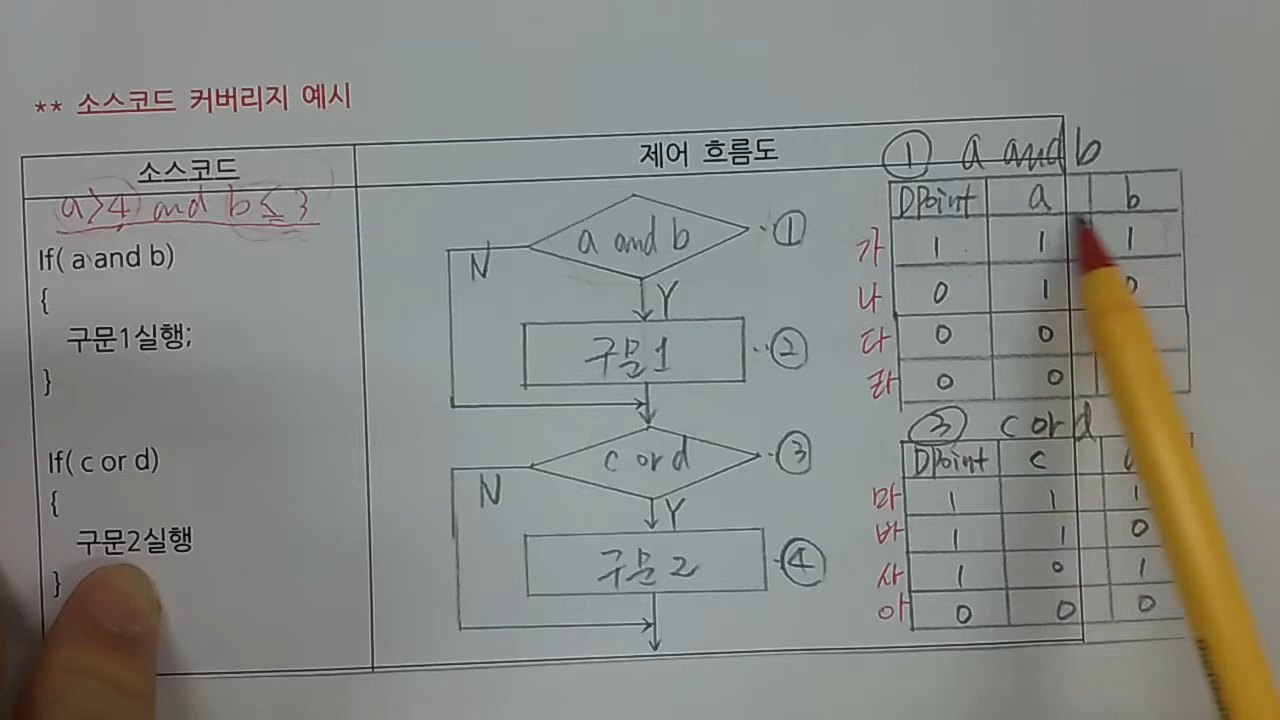 ** 소스코드 커버리지 예시
소스코드
a>4 and b≤3
If( a and b)
{
구문1실행;
}
If( c or d)
{
구문2실행
}
제어 흐름도
a and b
①
N
Y
구문1
②
c or d
③
N
Y
구문2
④
① a and b
DPoint a b
가 1 1 1
나 0 1 0
다 0 0
라 0 0
③ c or d
DPoint c
마 1 1 1
바 1 1 0
사 1 0 1
아 0 0 0